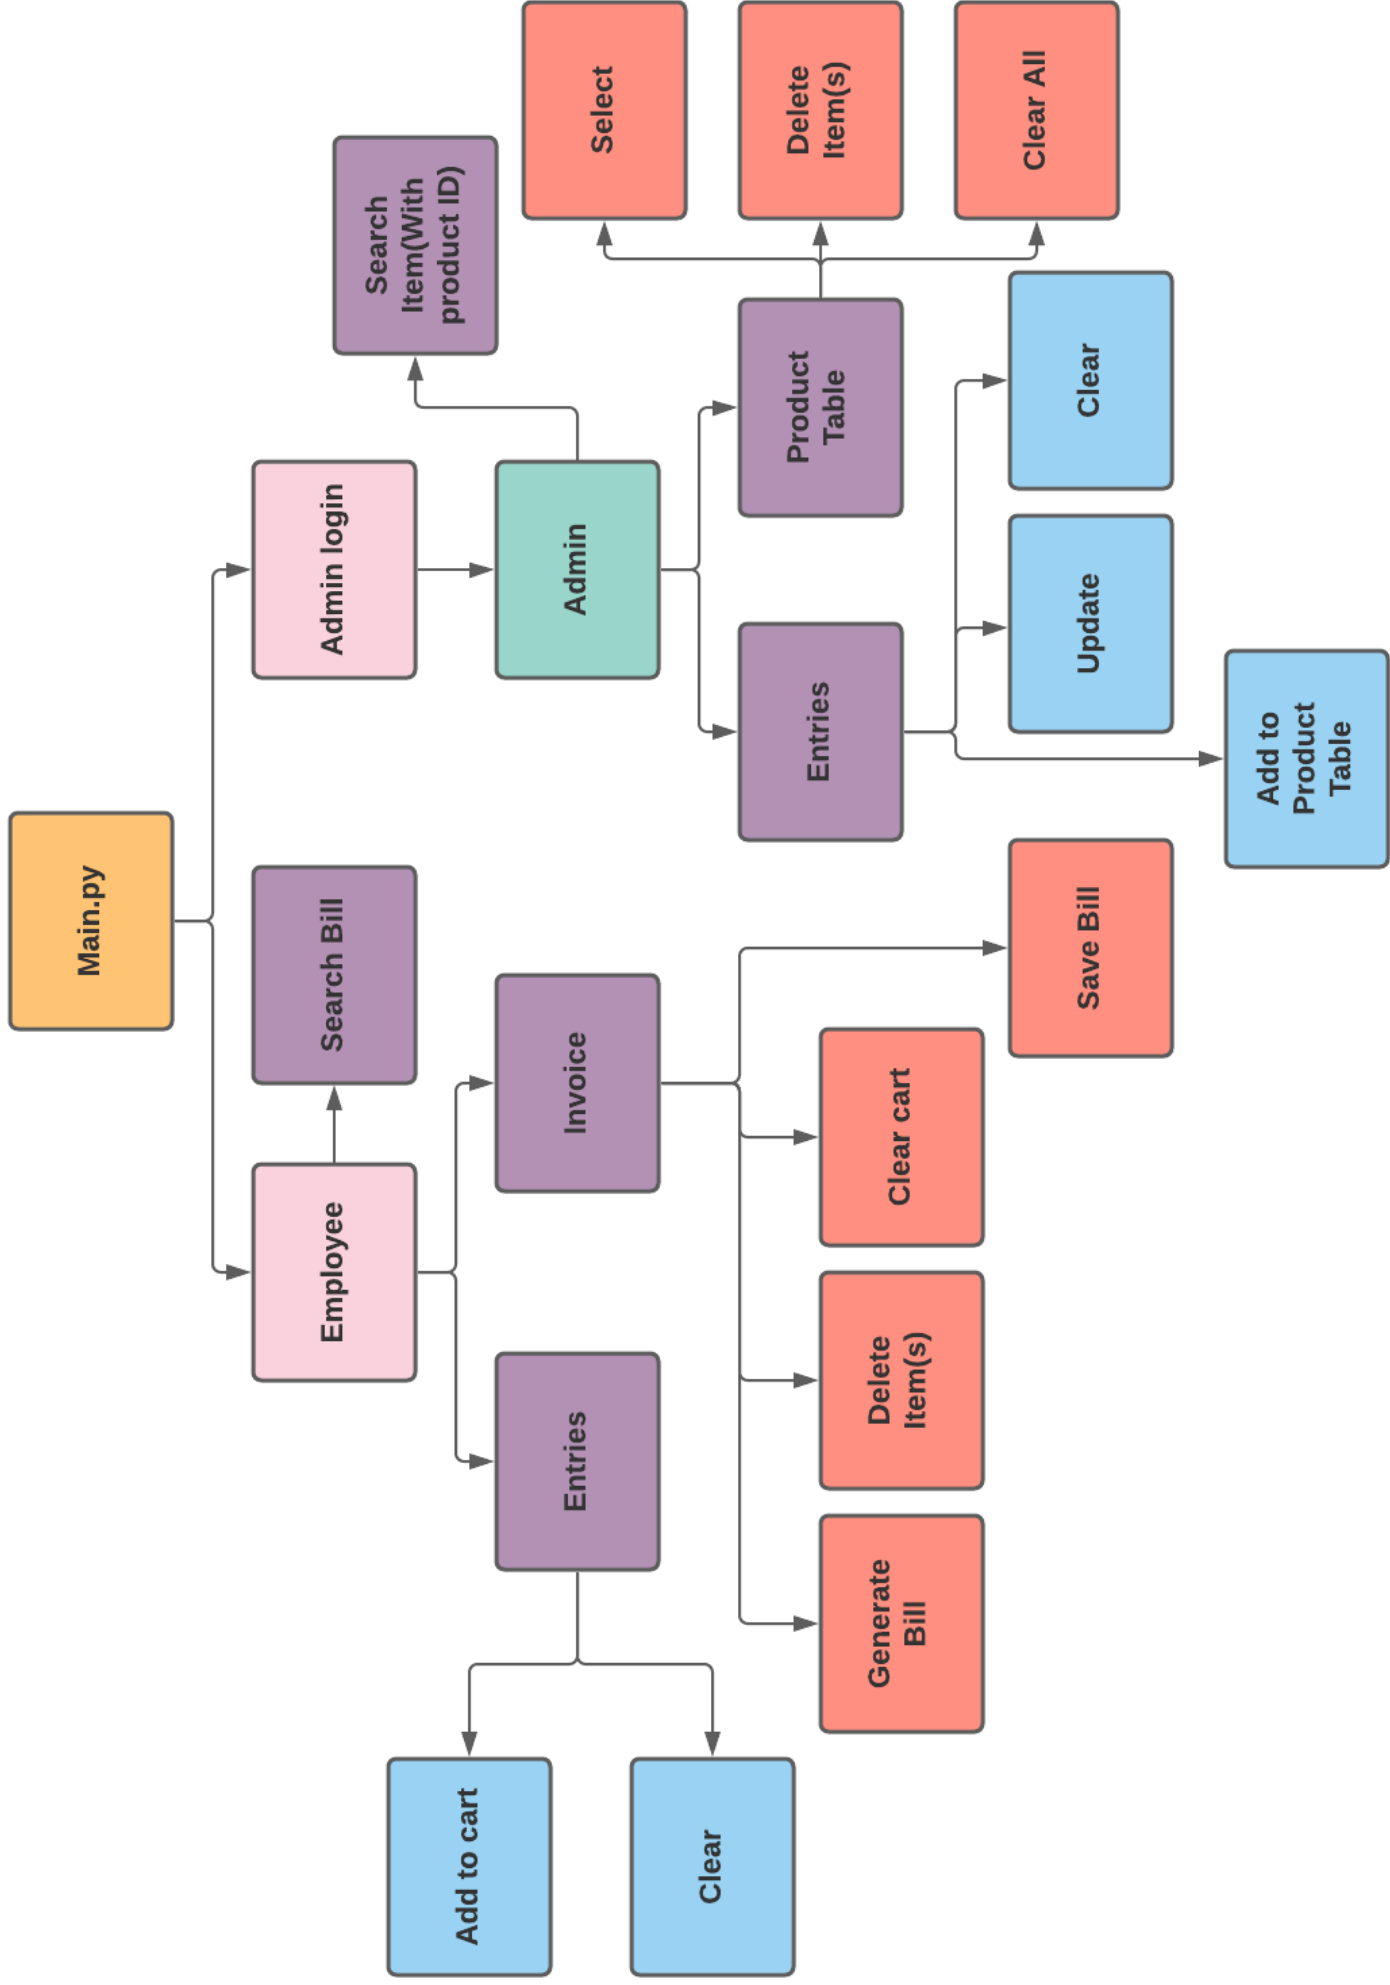 Main.py
Employee
Search Bill
Admin login
Search
Item(With
product ID)
Entries
Invoice
Admin
Select
Add to cart
Clear
Generate
Bill
Delete
Item(s)
Clear cart
Save Bill
Entries
Product
Table
Delete
Item(s)
Clear All
Update
Clear
Add to
Product
Table